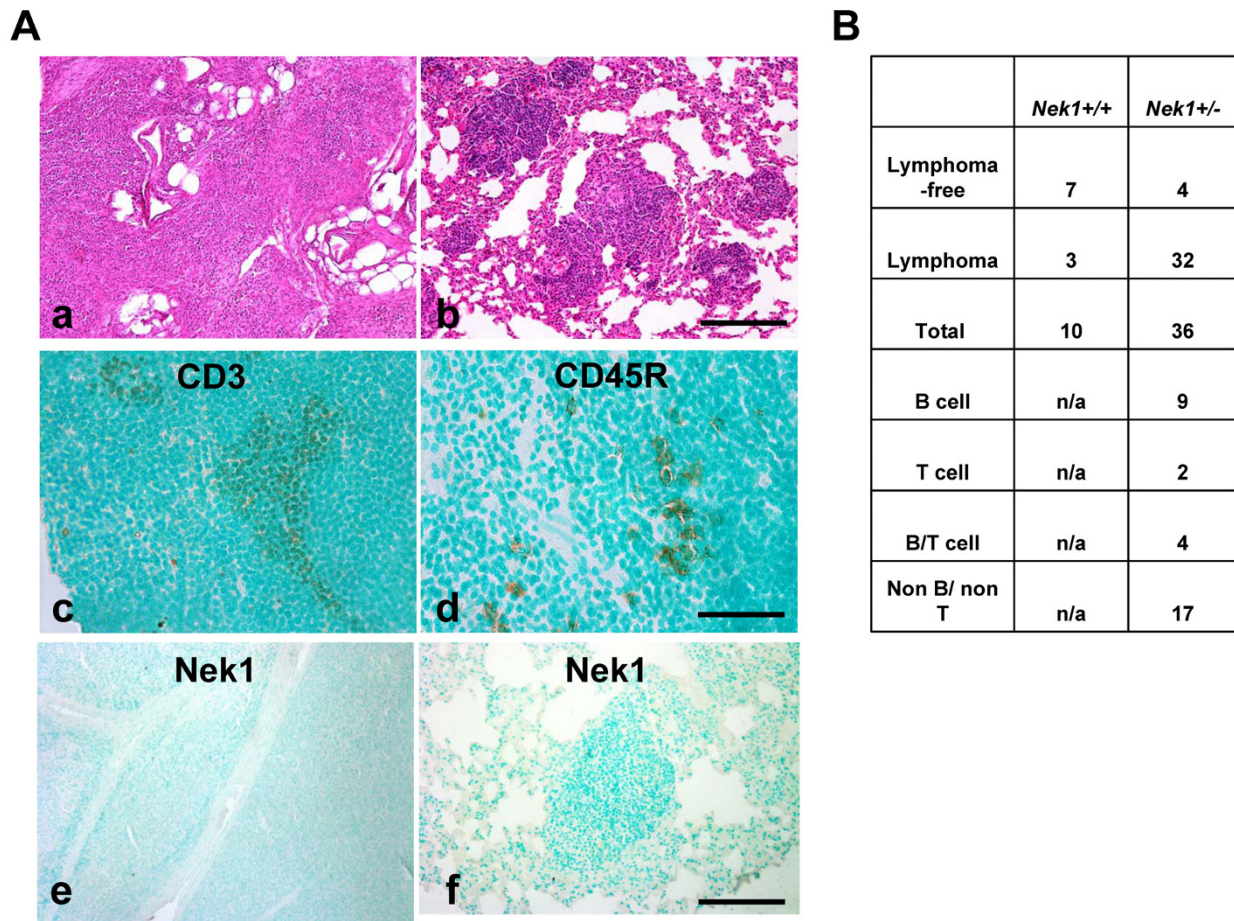 A
B
a
b
CD3
CD45R
c
d
Nek1
Nek1
e
f
Nek1+/+ Nek1+/-
Lymphoma
-free 7 4
Lymphoma 3 32
Total 10 36
B cell n/a 9
T cell n/a 2
B/T cell n/a 4
Non B/ non
T n/a 17